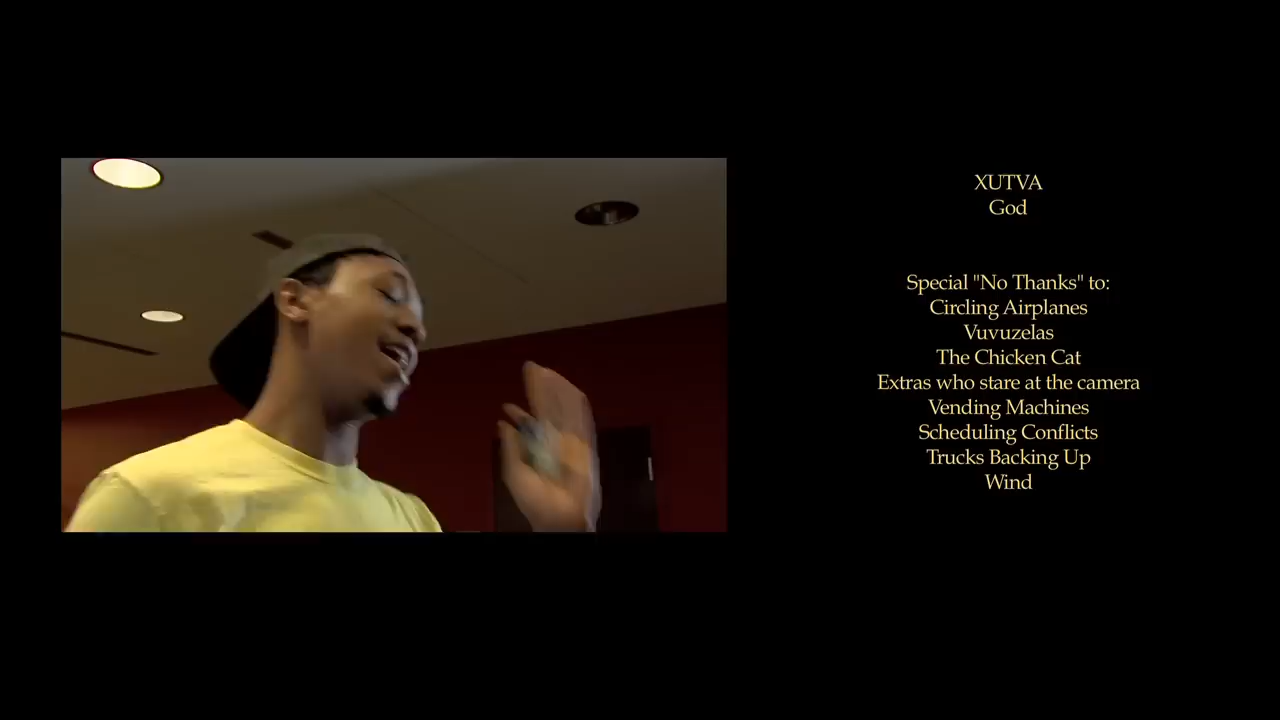 XUTVA
God
Special "No Thanks" to:
Circling Airplanes
Vuvuzelas
The Chicken Cat
Extras who stare at the camera
Vending Machines
Scheduling Conflicts
Trucks Backing Up
Wind